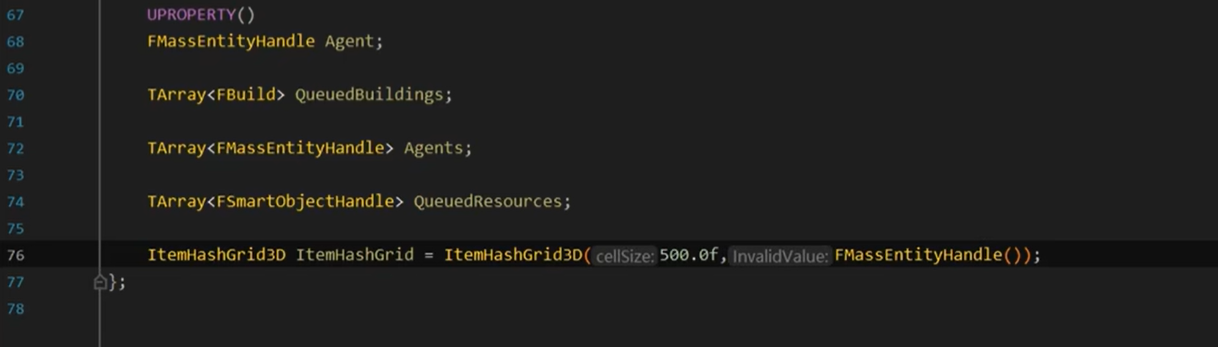 67 UPROPERTY()
68 FMassEntityHandle Agent;
69
70 TArray<FBuild> QueuedBuildings;
71
72 TArray<FMassEntityHandle> Agents;
73
74 TArray<FSmartObjectHandle> QueuedResources;
75
76 ItemHashGrid3D ItemHashGrid = ItemHashGrid3D( cellSize: 500.0f, InvalidValue: FMassEntityHandle());
77 };
78